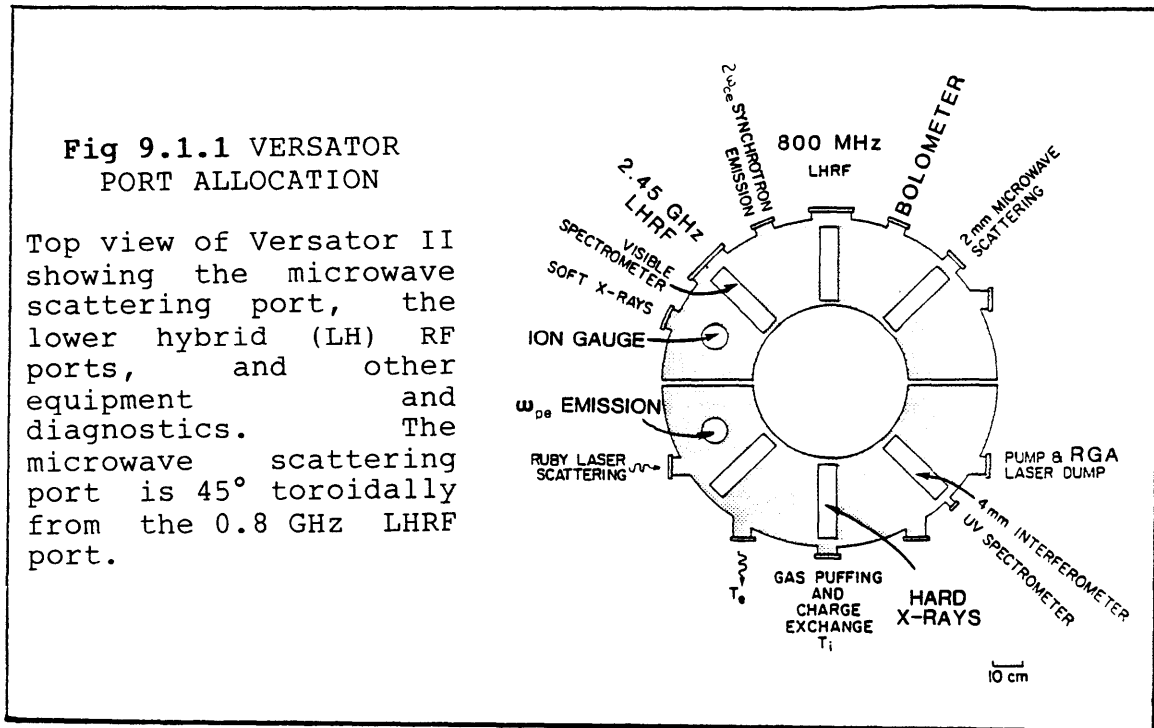 Fig 9.1.1 VERSATOR
PORT ALLOCATION
Top view of Versator II
showing the microwave
scattering port, the
lower hybrid (LH) RF
ports, and other
equipment and
diagnostics. The
microwave scattering
port is 45° toroidally
from the 0.8 GHz LHRF
port.
2ω_ce SYNCHROTRON
EMISSION
800 MHz
LHRF
BOLOMETER
2mm MICROWAVE
SCATTERING
2.45 GHz
LHRF
VISIBLE
SPECTROMETER
SOFT X-RAYS
ION GAUGE
ω_pe EMISSION
RUBY LASER
SCATTERING
T_e
GAS PUFFING
AND
CHARGE
EXCHANGE
T_i
HARD
X-RAYS
PUMP & RGA
LASER DUMP
4mm INTERFEROMETER
UV SPECTROMETER
10 cm